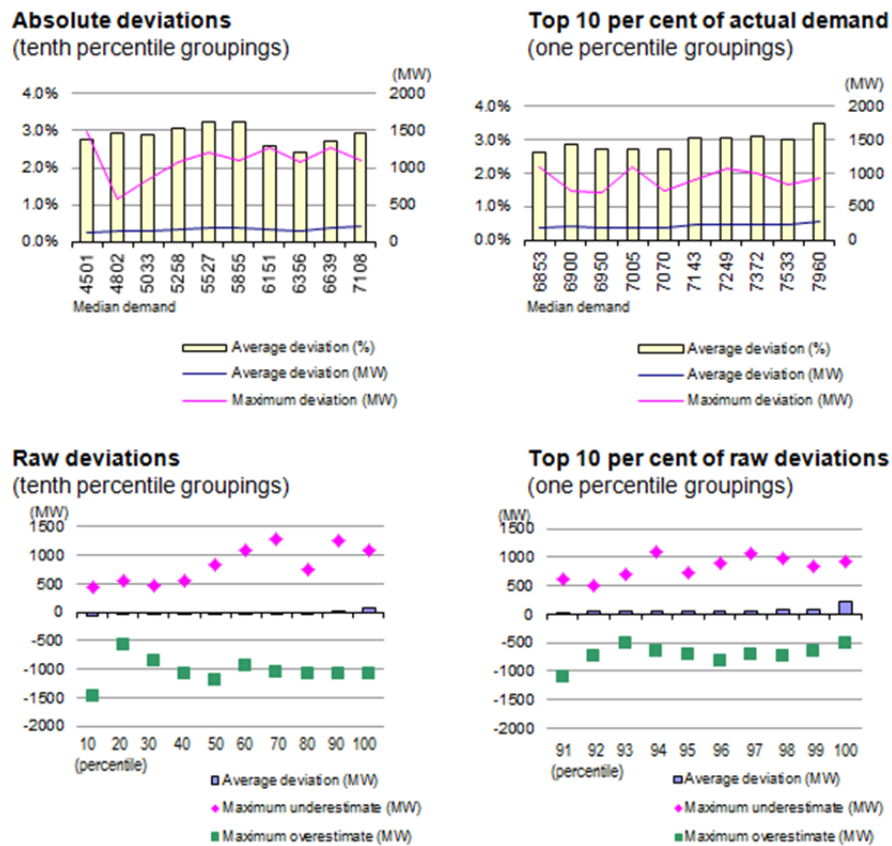 Absolute deviations
(tenth percentile groupings)
(MW)
4.0% 2000
3.0% 1500
2.0% 1000
1.0% 500
0.0% 0
4501 4802 5033 5258 5527 5855 6151 6356 6639 7108
Median demand
Average deviation (%)
Average deviation (MW)
Maximum deviation (MW)
Top 10 per cent of actual demand
(one percentile groupings)
(MW)
4.0% 2000
3.0% 1500
2.0% 1000
1.0% 500
0.0% 0
6853 6900 6950 7005 7070 7143 7249 7372 7533 7960
Median demand
Average deviation (%)
Average deviation (MW)
Maximum deviation (MW)
Raw deviations
(tenth percentile groupings)
(MW)
1500
1000
500
0
-500
-1000
-1500
-2000
10 20 30 40 50 60 70 80 90 100
(percentile)
Average deviation (MW)
Maximum underestimate (MW)
Maximum overestimate (MW)
Top 10 per cent of raw deviations
(one percentile groupings)
(MW)
1500
1000
500
0
-500
-1000
-1500
-2000
91 92 93 94 95 96 97 98 99 100
(percentile)
Average deviation (MW)
Maximum underestimate (MW)
Maximum overestimate (MW)